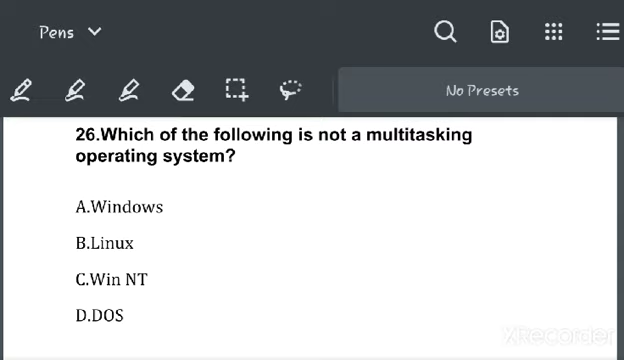 Pens
No Presets
26.Which of the following is not a multitasking
operating system?
A.Windows
B.Linux
C.Win NT
D.DOS
XRecorder